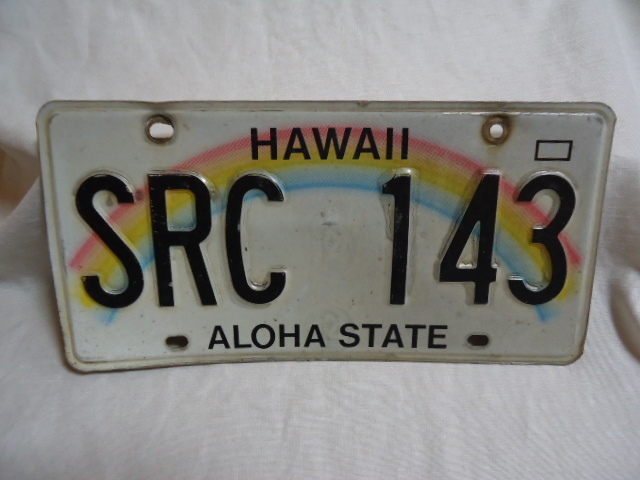 HAWAII
SRC 143
ALOHA STATE